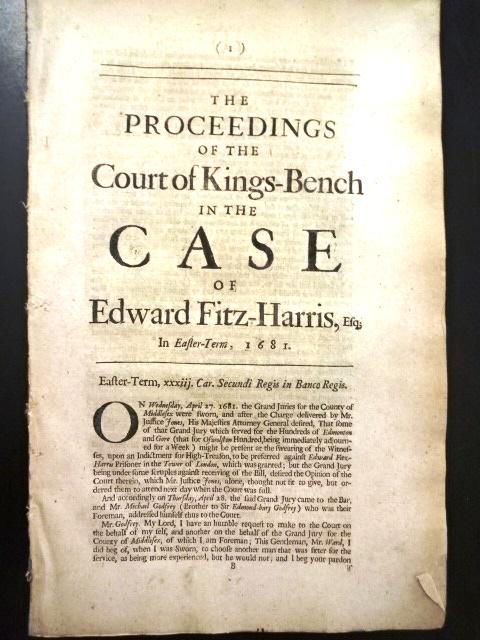 ( 1 )
THE
PROCEEDINGS
OF THE
Court of Kings-Bench
IN THE
CASE
OF
Edward Fitz-Harris, Esq;
In Easter-Term, 1681.
Easter-Term, xxxiij. Car. Secundi Regis in Banco Regis.
ON Wednesday, April 27. 1681. the Grand Juries for the County of
Middlesex were sworn, and after the Charge delivered by Mr.
Justice Jones, His Majesties Attorney General desired, That some
of that Grand Jury which served for the Hundreds of Edmonton
and Gore (that for Oswolston Hundred, being immediately adjourn-
ed for a Week) might be present at the swearing of the Witnes-
ses, upon an Indictment for High-Treason, to be preferred against Edward Fitz-
Harris Prisoner in the Tower of London, which was granted; but the Grand Jury
being under some scruples against receiving of the Bill, desired the Opinion of the
Court therein, which Mr. Justice Jones, alone, thought not fit to give, but or-
dered them to attend next day when the Court was full.
And accordingly on Thursday, April 28. the said Grand Jury came to the Bar,
and Mr. Michael Godfrey (Brother to Sir Edmond-bury Godfrey) who was their
Foreman, addressed himself thus to the Court.
Mr. Godfrey. My Lord, I have an humble request to make to the Court on
the behalf of my self, and another on the behalf of the Grand Jury for the
County of Middlesex, of which I am Foreman; This Gentleman, Mr. Ward, I
did beg of, when I was Sworn, to choose another man that was fitter for the
service, as being more experienced, but he would not; and I beg your pardon
B if